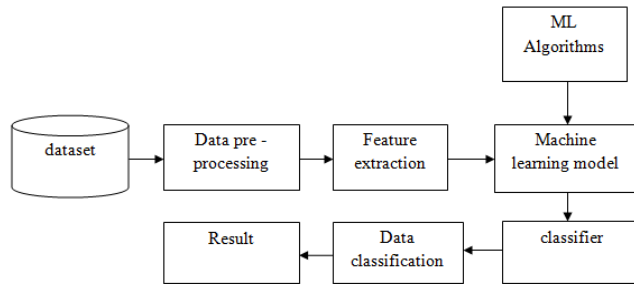 ML
Algorithms
dataset
Data pre -
processing
Feature
extraction
Machine
learning model
Result
Data
classification
classifier